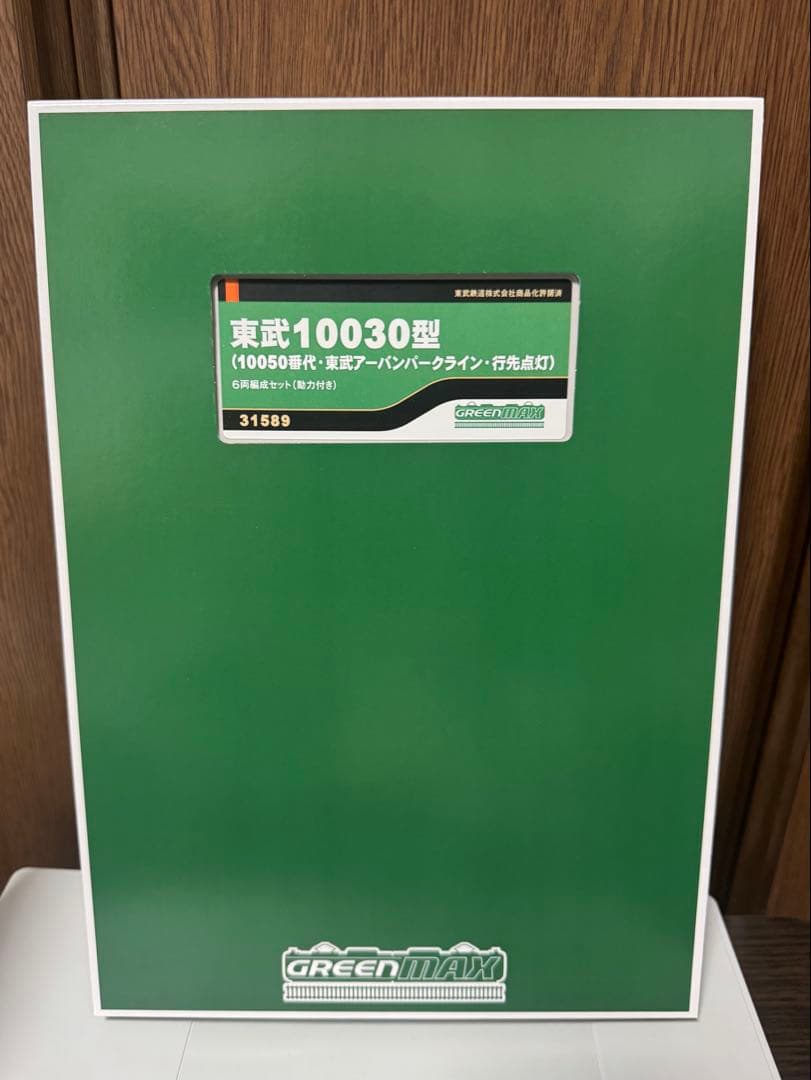 東武鉄道株式会社商品化許諾済
東武10030型
(10050番代・東武アーバンパークライン・行先点灯)
6両編成セット(動力付き)
31589
GREENMAX
GREENMAX